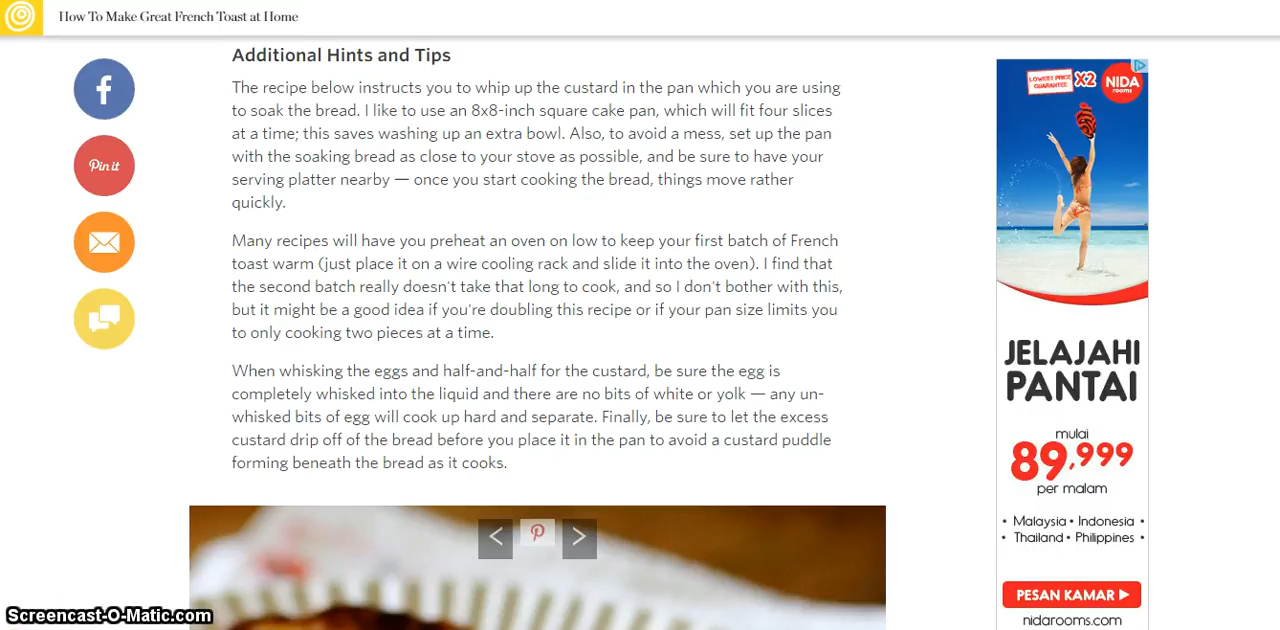 How To Make Great French Toast at Home
Additional Hints and Tips
The recipe below instructs you to whip up the custard in the pan which you are using
to soak the bread. I like to use an 8x8-inch square cake pan, which will fit four slices
at a time; this saves washing up an extra bowl. Also, to avoid a mess, set up the pan
with the soaking bread as close to your stove as possible, and be sure to have your
serving platter nearby — once you start cooking the bread, things move rather
quickly.
Many recipes will have you preheat an oven on low to keep your first batch of French
toast warm (just place it on a wire cooling rack and slide it into the oven). I find that
the second batch really doesn't take that long to cook, and so I don't bother with this,
but it might be a good idea if you're doubling this recipe or if your pan size limits you
to only cooking two pieces at a time.
When whisking the eggs and half-and-half for the custard, be sure the egg is
completely whisked into the liquid and there are no bits of white or yolk — any un-
whisked bits of egg will cook up hard and separate. Finally, be sure to let the excess
custard drip off of the bread before you place it in the pan to avoid a custard puddle
forming beneath the bread as it cooks.
f
Pin it
LOWEST PRICE
GUARANTEE
X2
NIDA
rooms
JELAJAHI
PANTAI
mulai
89,999
per malam
• Malaysia • Indonesia •
• Thailand • Philippines •
PESAN KAMAR
nidarooms.com
Screencast-O-Matic.com